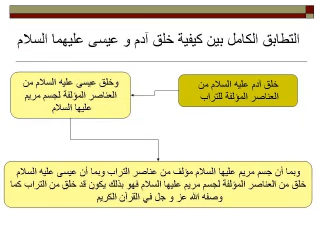 التطابق الكامل بين كيفية خلق آدم و عيسى عليهما السلام
خلق آدم عليه السلام من
العناصر المؤلفة للتراب
وخلق عيسى عليه السلام من
العناصر المؤلفة لجسم مريم
عليها السلام
وبما أن جسم مريم عليها السلام مؤلف من عناصر التراب وبما أن عيسى عليه السلام
خلق من العناصر المؤلفة لجسم مريم عليها السلام فهو بذلك يكون قد خلق من التراب كما
وصفه الله عز و جل في القرآن الكريم